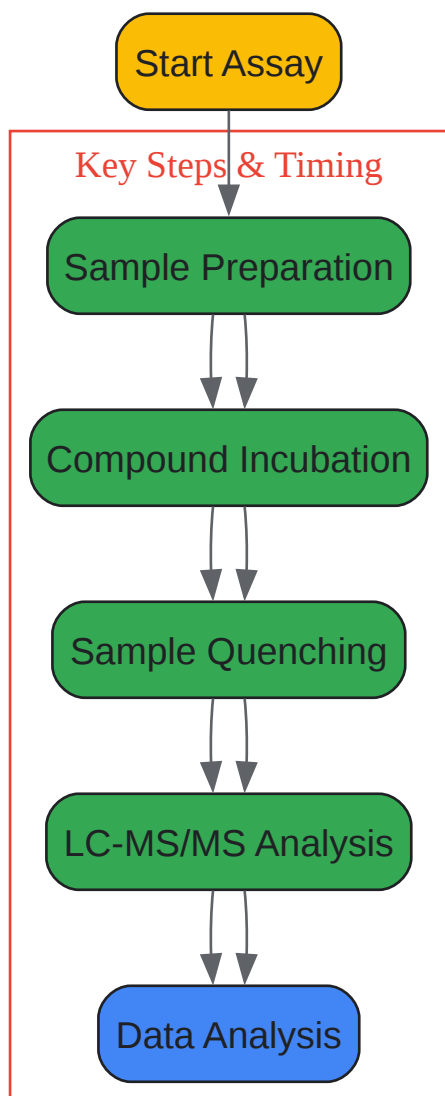 Start Assay
Key Steps & Timing
Sample Preparation
Compound Incubation
Sample Quenching
LC-MS/MS Analysis
Data Analysis